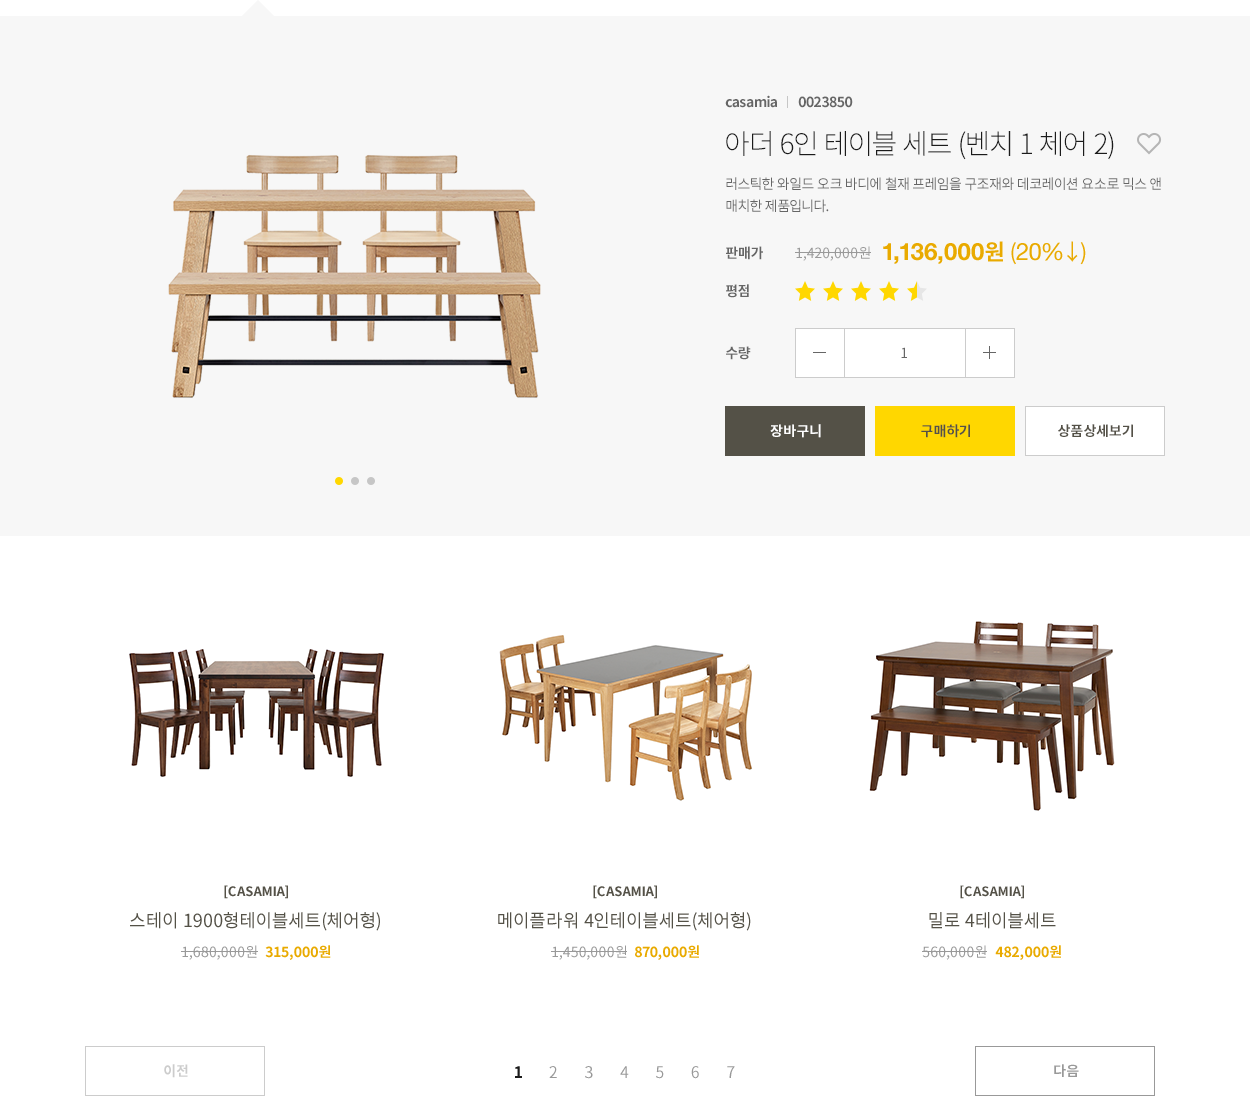 casamia
0023850
아더 6인 테이블 세트 (벤치 1 체어 2)
러스틱한 와일드 오크 바디에 철재 프레임을 구조재와 데코레이션 요소로 믹스 앤
매치한 제품입니다.
판매가 1,420,000원 1,136,000원 (20%↓)
평점
수량 1
장바구니 구매하기 상품상세보기
[CASAMIA]
스테이 1900형테이블세트(체어형)
1,680,000원 315,000원
[CASAMIA]
메이플라워 4인테이블세트(체어형)
1,450,000원 870,000원
[CASAMIA]
밀로 4테이블세트
560,000원 482,000원
이전 1 2 3 4 5 6 7 다음